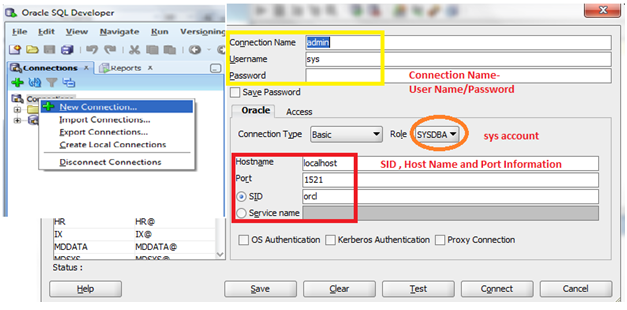 Oracle SQL Developer
File Edit View Navigate Run Versioning
Connections Reports
Connections
New Connection...
Import Connections...
Export Connections...
Create Local Connections
Disconnect Connections
HR HR@
IX IX@
MDDATA MDDATA@
MDSYS MDSYS@
Status :
Connection Name admin
Username sys
Password
Connection Name-
User Name/Password
Save Password
Oracle Access
Connection Type Basic Role SYSDBA
sys account
Hostname localhost
SID , Host Name and Port Information
Port 1521
SID orcl
Service name
OS Authentication Kerberos Authentication Proxy Connection
Help Save Clear Test Connect Cancel